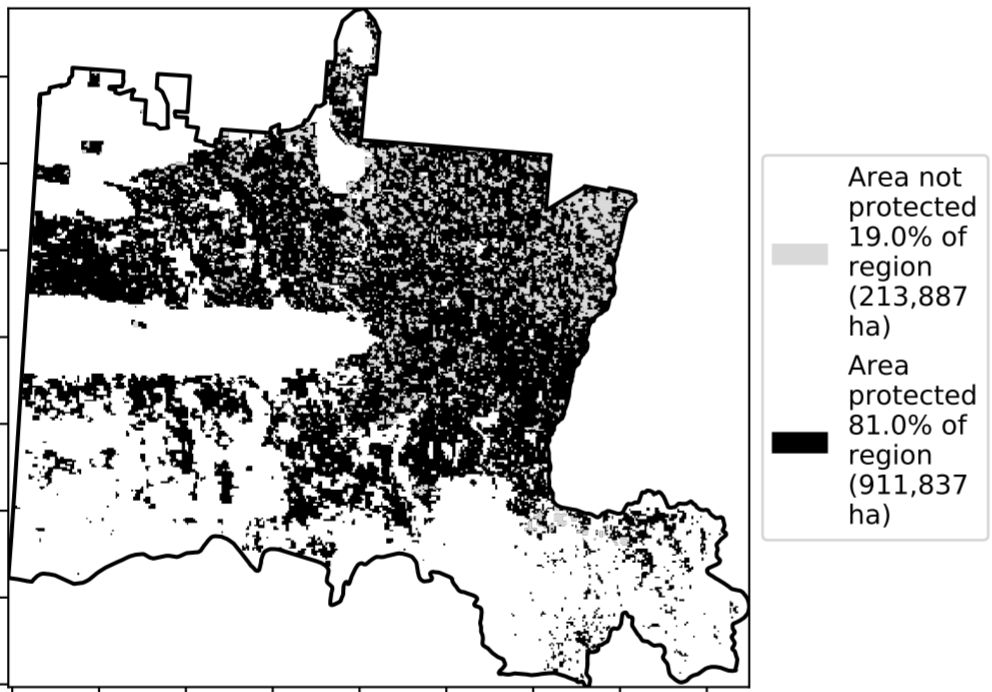 Area not
protected
19.0% of
region
(213,887
ha)
Area
protected
81.0% of
region
(911,837
ha)